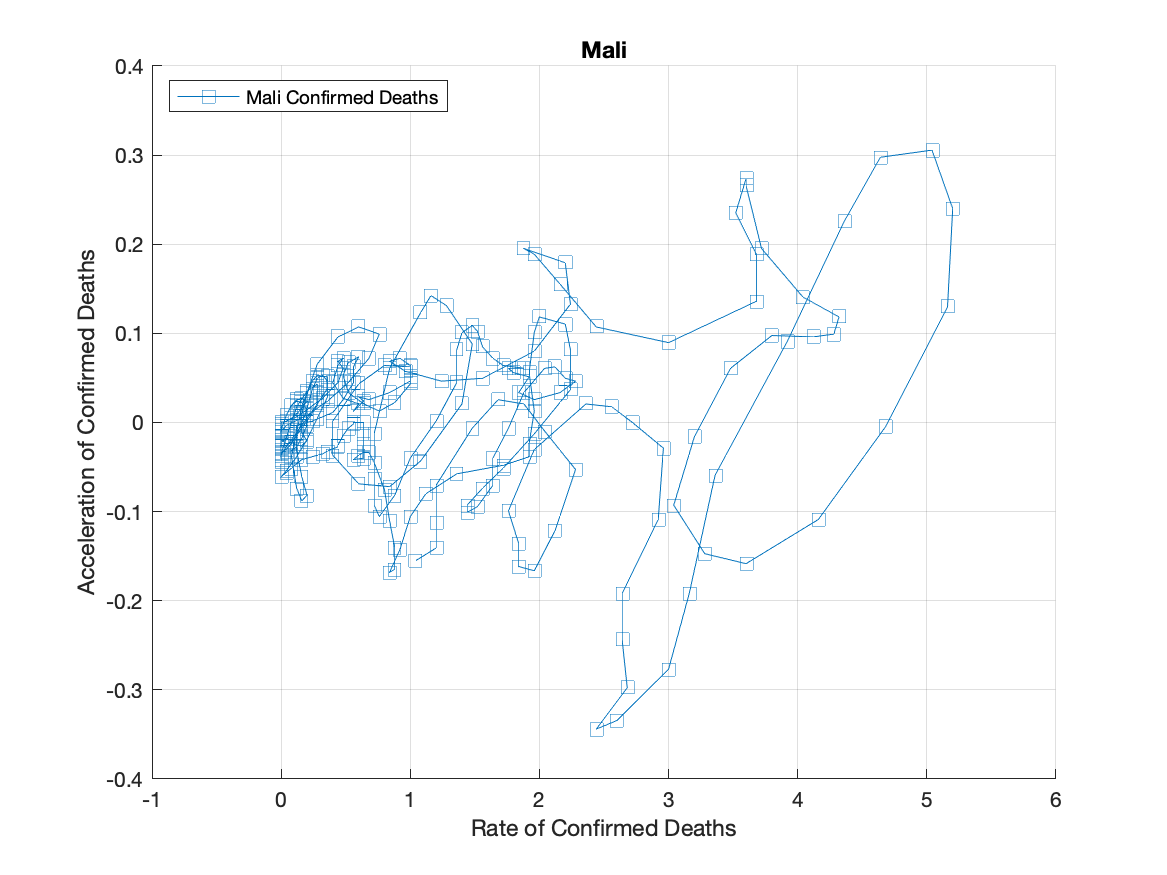 Mali
Mali Confirmed Deaths
0.4
0.3
0.2
0.1
0
-0.1
-0.2
-0.3
-0.4
Acceleration of Confirmed Deaths
-1 0 1 2 3 4 5 6
Rate of Confirmed Deaths